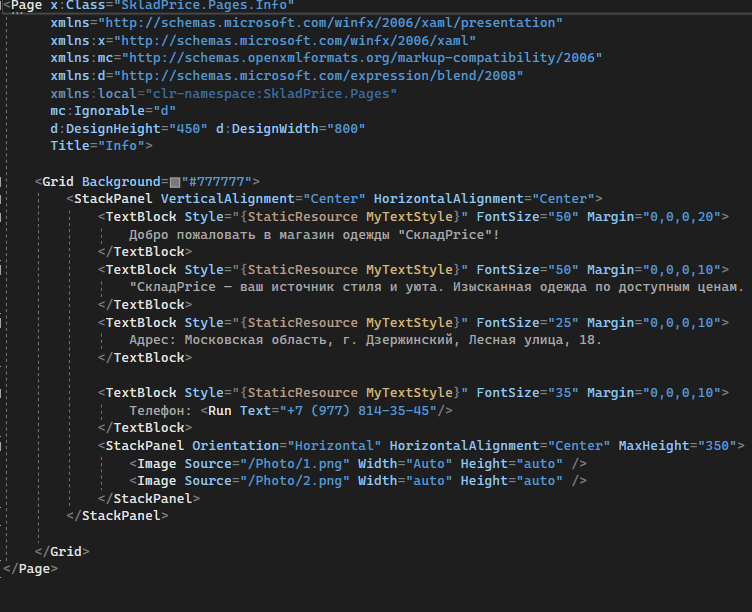 <Page x:Class="SkladPrice.Pages.Info"
xmlns="http://schemas.microsoft.com/winfx/2006/xaml/presentation"
xmlns:x="http://schemas.microsoft.com/winfx/2006/xaml"
xmlns:mc="http://schemas.openxmlformats.org/markup-compatibility/2006"
xmlns:d="http://schemas.microsoft.com/expression/blend/2008"
xmlns:local="clr-namespace:SkladPrice.Pages"
mc:Ignorable="d"
d:DesignHeight="450" d:DesignWidth="800"
Title="Info">
<Grid Background="#777777">
<StackPanel VerticalAlignment="Center" HorizontalAlignment="Center">
<TextBlock Style="{StaticResource MyTextStyle}" FontSize="50" Margin="0,0,0,20">
Добро пожаловать в магазин одежды "СкладPrice"!
</TextBlock>
<TextBlock Style="{StaticResource MyTextStyle}" FontSize="50" Margin="0,0,0,10">
"СкладPrice – ваш источник стиля и уюта. Изысканная одежда по доступным ценам.
</TextBlock>
<TextBlock Style="{StaticResource MyTextStyle}" FontSize="25" Margin="0,0,0,10">
Адрес: Московская область, г. Дзержинский, Лесная улица, 18.
</TextBlock>
<TextBlock Style="{StaticResource MyTextStyle}" FontSize="35" Margin="0,0,0,10">
Телефон: <Run Text="+7 (977) 814-35-45"/>
</TextBlock>
<StackPanel Orientation="Horizontal" HorizontalAlignment="Center" MaxHeight="350">
<Image Source="/Photo/1.png" Width="Auto" Height="auto" />
<Image Source="/Photo/2.png" Width="auto" Height="auto" />
</StackPanel>
</StackPanel>
</Grid>
</Page>